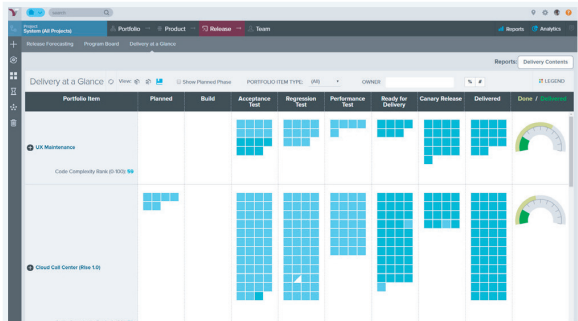 search
Project
System (All Projects)
Portfolio
Product
Release
Team
Reports
Analytics
Release Forecasting
Program Board
Delivery at a Glance
Reports:
Delivery Contents
Delivery at a Glance
View:
Show Planned Phase
PORTFOLIO ITEM TYPE:
(All)
OWNER
%
#
LEGEND
Portfolio Item
Planned
Build
Acceptance Test
Regression Test
Performance Test
Ready for Delivery
Canary Release
Delivered
Done / Delivered
UX Maintenance
Code Complexity Rank (0-100): 59
Cloud Call Center (Rise 1.0)